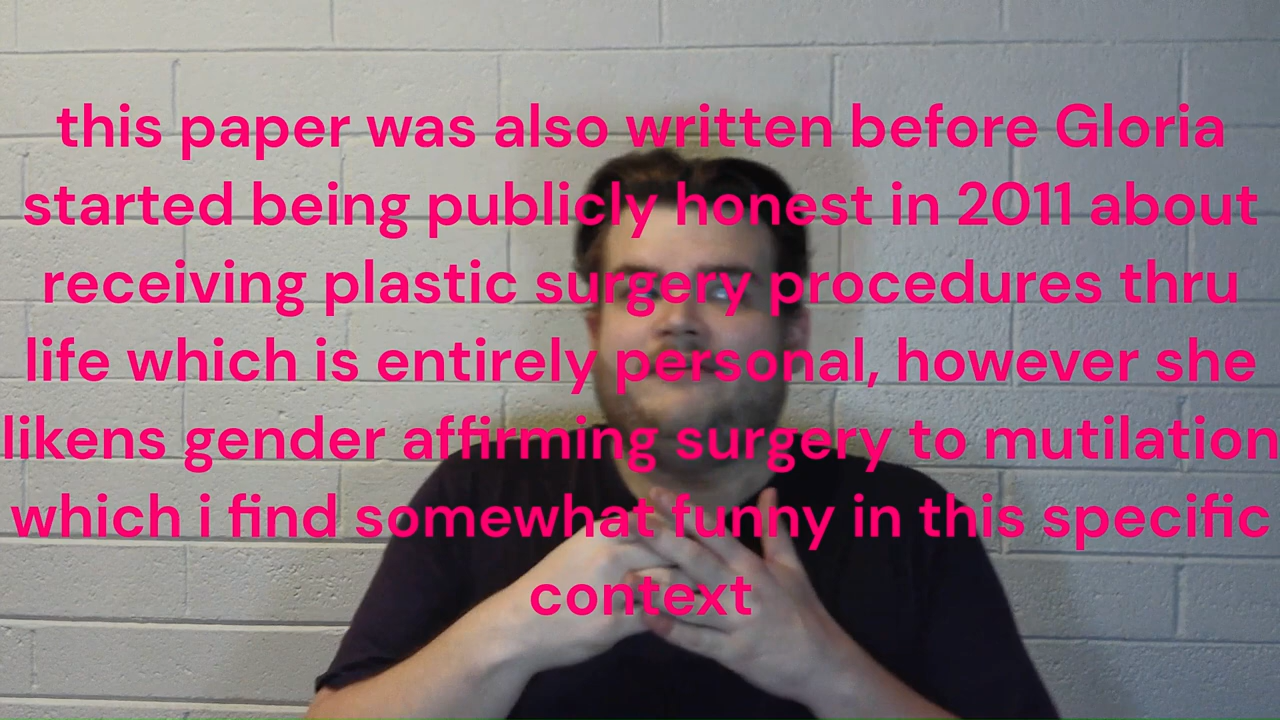 this paper was also written before Gloria
started being publicly honest in 2011 about
receiving plastic surgery procedures thru
life which is entirely personal, however she
likens gender affirming surgery to mutilation
which i find somewhat funny in this specific
context